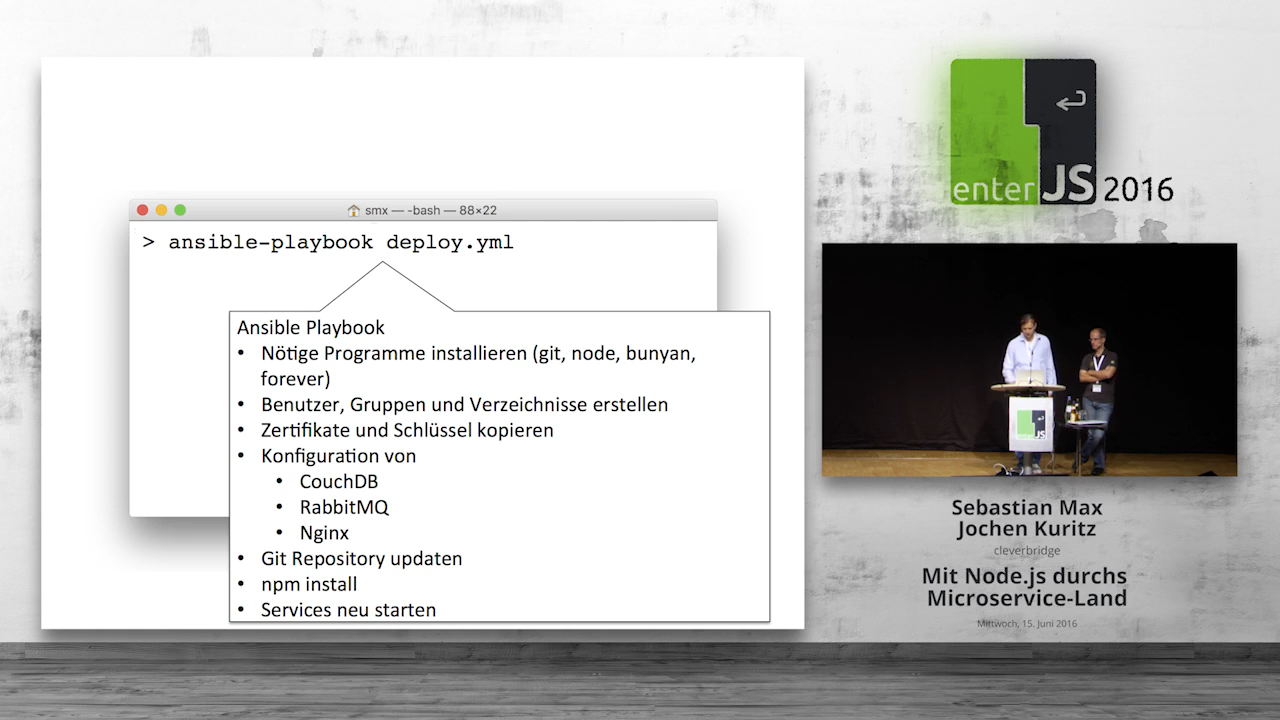 smx — -bash — 88×22
> ansible-playbook deploy.yml
Ansible Playbook
• Nötige Programme installieren (git, node, bunyan,
forever)
• Benutzer, Gruppen und Verzeichnisse erstellen
• Zertifikate und Schlüssel kopieren
• Konfiguration von
• CouchDB
• RabbitMQ
• Nginx
• Git Repository updaten
• npm install
• Services neu starten
enterJS 2016
enterJS
Sebastian Max
Jochen Kuritz
cleverbridge
Mit Node.js durchs
Microservice-Land
Mittwoch, 15. Juni 2016